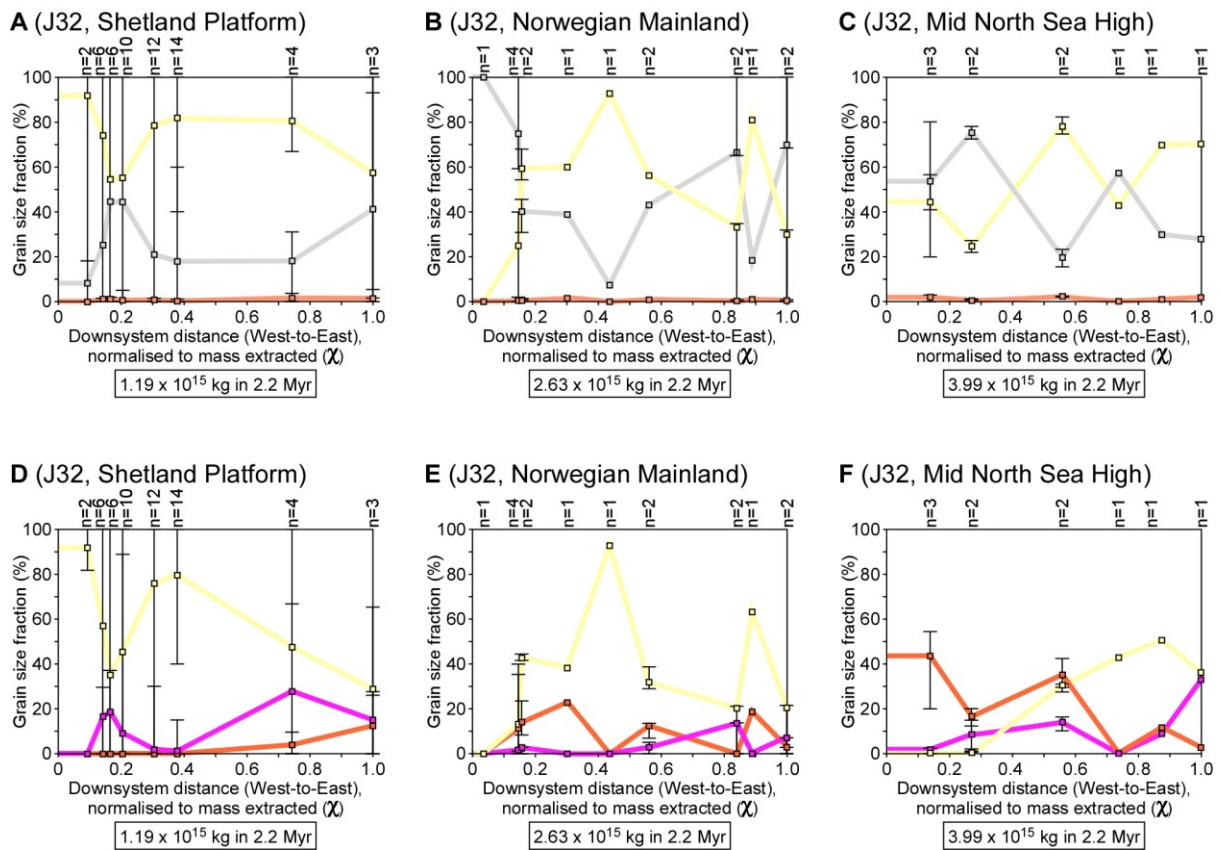 A (J32, Shetland Platform)
n=2
n=6
n=6
n=10
n=12
n=14
n=4
n=3
Grain size fraction (%)
100
80
60
40
20
0
0 0.2 0.4 0.6 0.8 1.0
Downsystem distance (West-to-East),
normalised to mass extracted (χ)
1.19 x 10¹⁵ kg in 2.2 Myr
B (J32, Norwegian Mainland)
n=1
n=4
n=2
n=1
n=1
n=2
n=2
n=1
n=2
Grain size fraction (%)
100
80
60
40
20
0
0 0.2 0.4 0.6 0.8 1.0
Downsystem distance (West-to-East),
normalised to mass extracted (χ)
2.63 x 10¹⁵ kg in 2.2 Myr
C (J32, Mid North Sea High)
n=3
n=2
n=2
n=1
n=1
n=1
Grain size fraction (%)
100
80
60
40
20
0
0 0.2 0.4 0.6 0.8 1.0
Downsystem distance (West-to-East),
normalised to mass extracted (χ)
3.99 x 10¹⁵ kg in 2.2 Myr
D (J32, Shetland Platform)
n=2
n=6
n=6
n=10
n=12
n=14
n=4
n=3
Grain size fraction (%)
100
80
60
40
20
0
0 0.2 0.4 0.6 0.8 1.0
Downsystem distance (West-to-East),
normalised to mass extracted (χ)
1.19 x 10¹⁵ kg in 2.2 Myr
E (J32, Norwegian Mainland)
n=1
n=4
n=2
n=1
n=1
n=2
n=2
n=1
n=2
Grain size fraction (%)
100
80
60
40
20
0
0 0.2 0.4 0.6 0.8 1.0
Downsystem distance (West-to-East),
normalised to mass extracted (χ)
2.63 x 10¹⁵ kg in 2.2 Myr
F (J32, Mid North Sea High)
n=3
n=2
n=2
n=1
n=1
n=1
Grain size fraction (%)
100
80
60
40
20
0
0 0.2 0.4 0.6 0.8 1.0
Downsystem distance (West-to-East),
normalised to mass extracted (χ)
3.99 x 10¹⁵ kg in 2.2 Myr